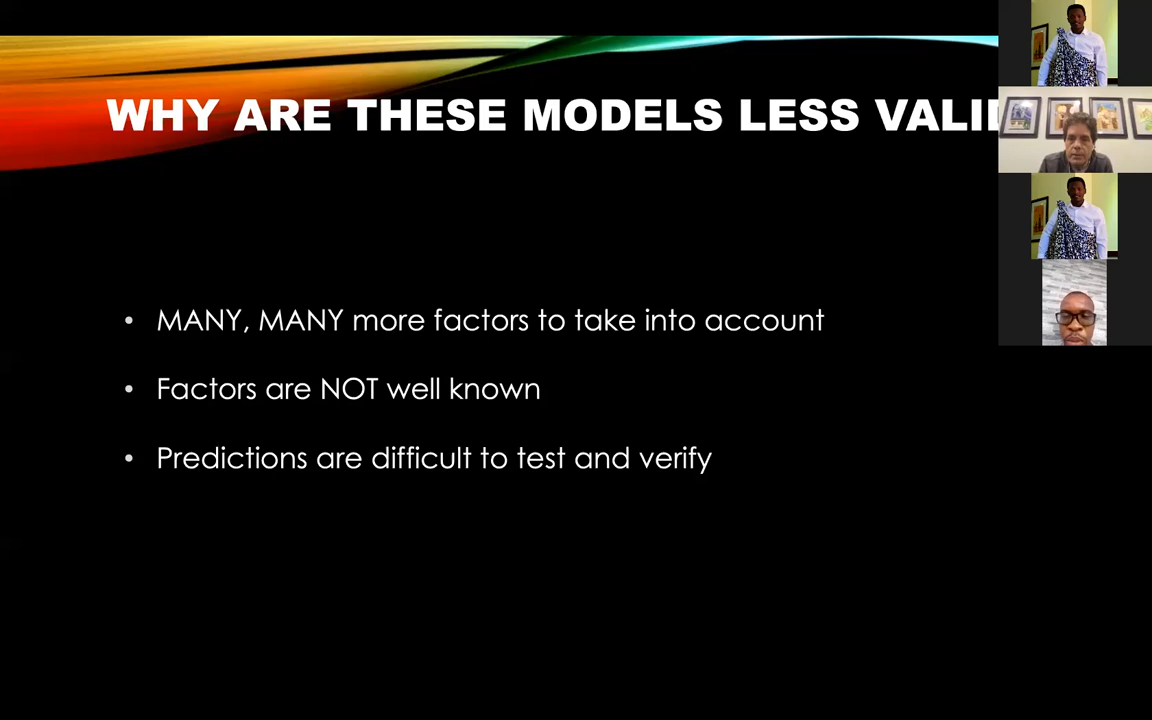 WHY ARE THESE MODELS LESS VALI
• MANY, MANY more factors to take into account
• Factors are NOT well known
• Predictions are difficult to test and verify